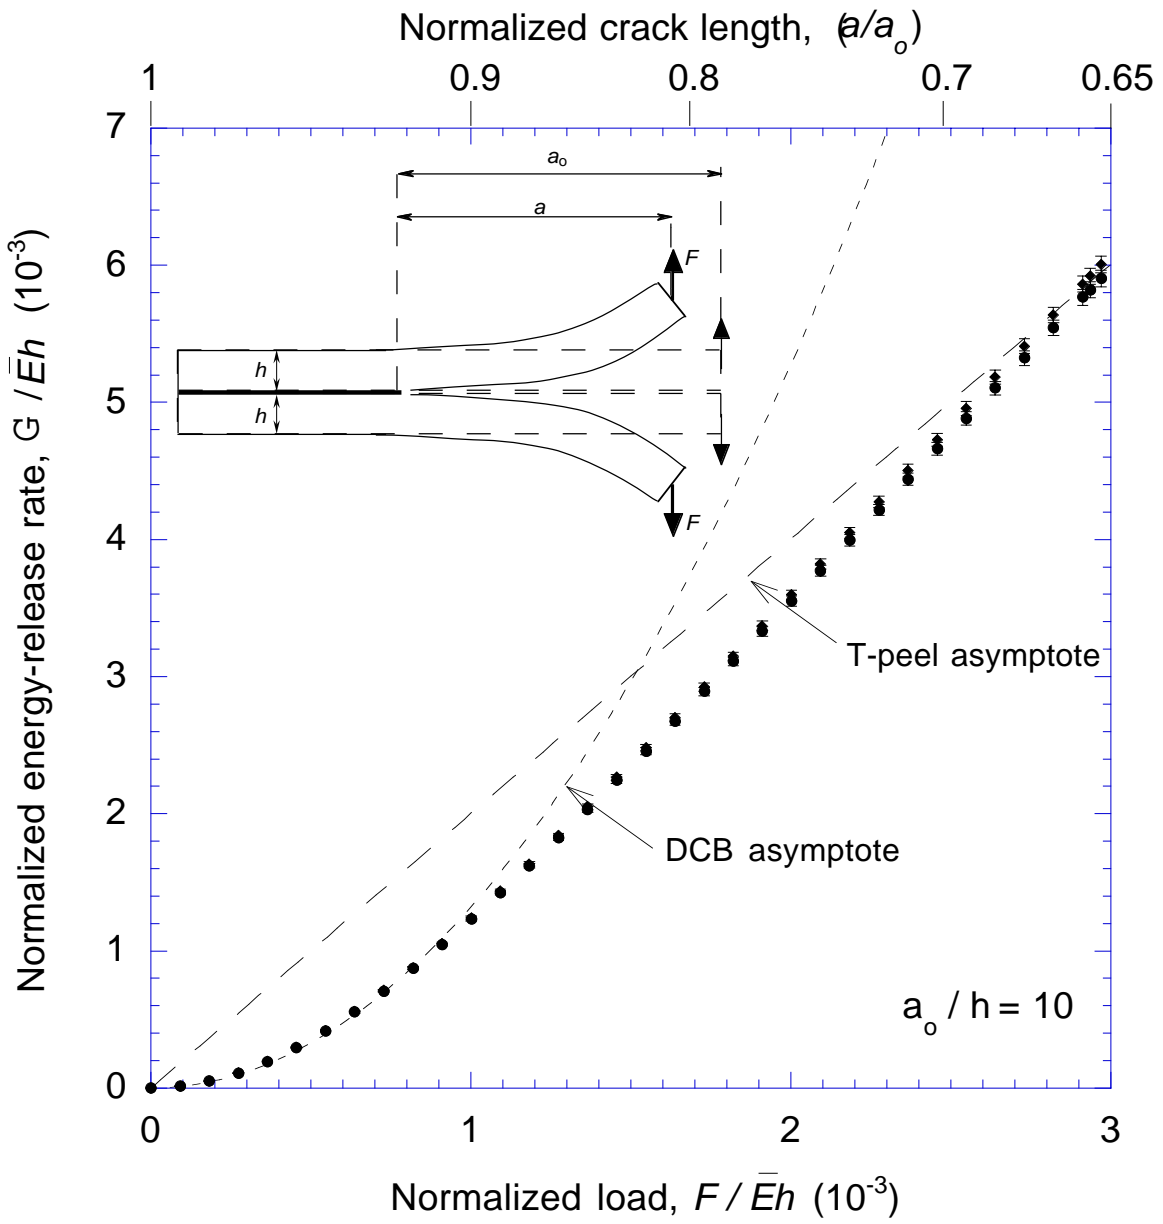 Normalized crack length, (a/ao)
1 0.9 0.8 0.7 0.65
7
6
5
4
3
2
1
0
Normalized energy-release rate, G / Eh (10-3)
ao
a
F
h
h
F
T-peel asymptote
DCB asymptote
ao / h = 10
0 1 2 3
Normalized load, F / Eh (10-3)